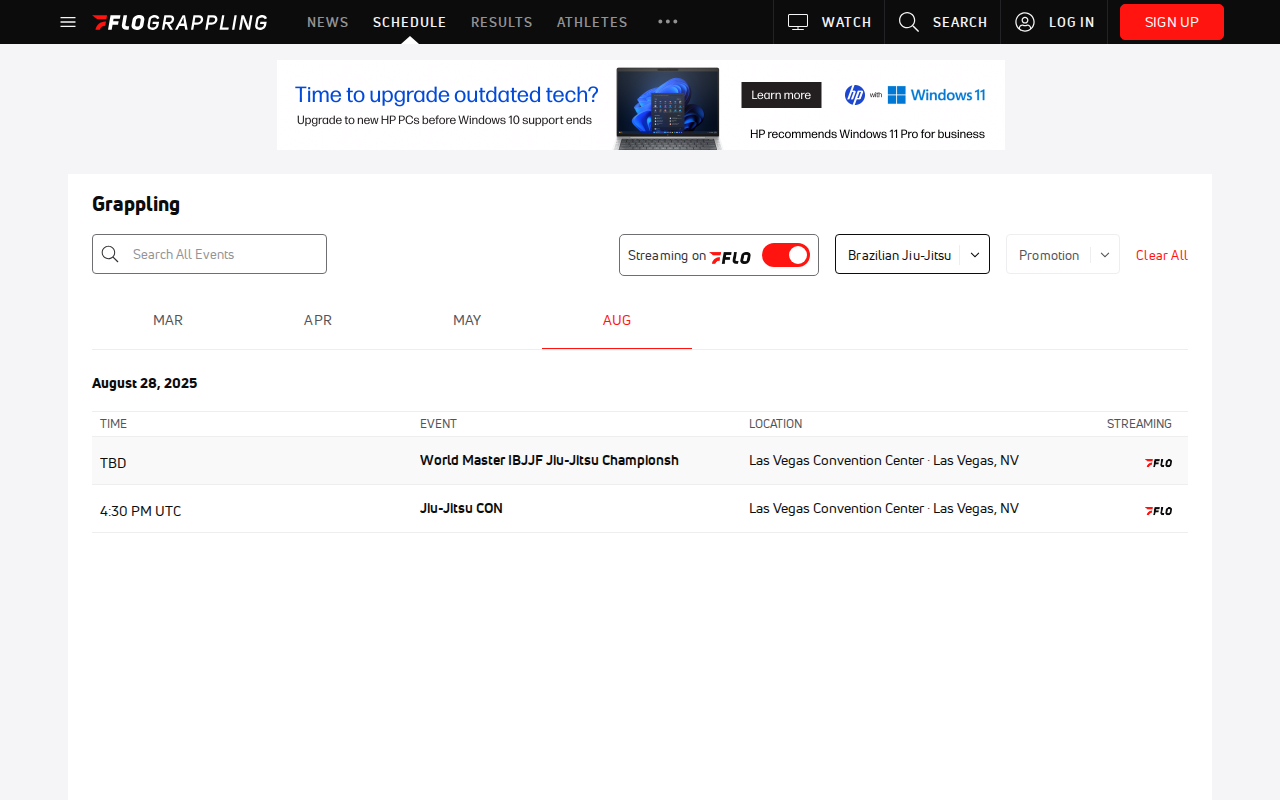 FLOGRAPPLING NEWS SCHEDULE RESULTS ATHLETES WATCH SEARCH LOG IN SIGN UP
Time to upgrade outdated tech?
Upgrade to new HP PCs before Windows 10 support ends
Learn more
hp with Windows 11
HP recommends Windows 11 Pro for business
Grappling
Search All Events
Streaming on FLO
Brazilian Jiu-Jitsu
Promotion
Clear All
MAR APR MAY AUG
August 28, 2025
TIME EVENT LOCATION STREAMING
TBD World Master IBJJF Jiu-Jitsu Championsh Las Vegas Convention Center · Las Vegas, NV FLO
4:30 PM UTC Jiu-Jitsu CON Las Vegas Convention Center · Las Vegas, NV FLO